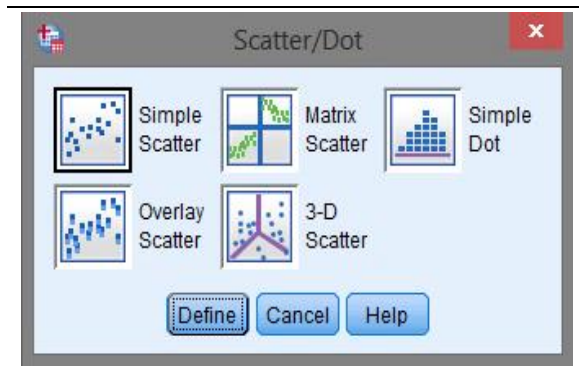 Scatter/Dot
Simple
Scatter
Matrix
Scatter
Simple
Dot
Overlay
Scatter
3-D
Scatter
Define
Cancel
Help